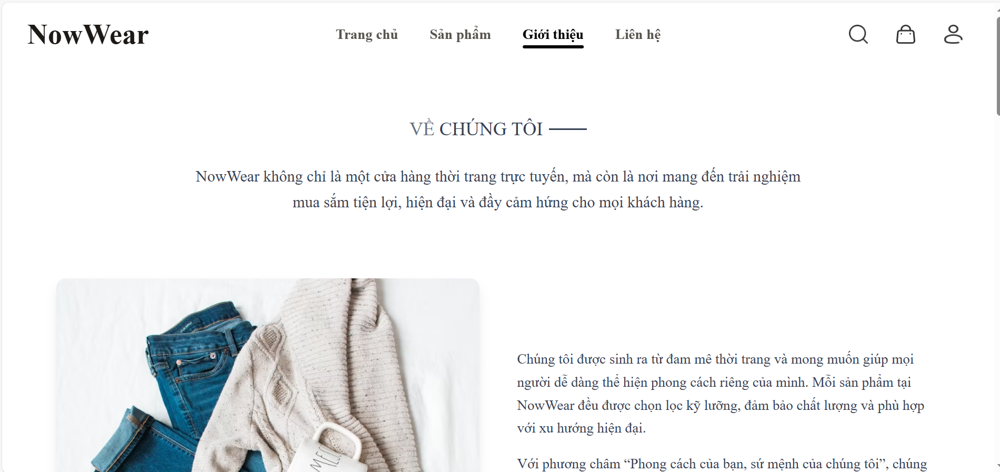 NowWear
Trang chủ
Sản phẩm
Giới thiệu
Liên hệ
VỀ CHÚNG TÔI
NowWear không chỉ là một cửa hàng thời trang trực tuyến, mà còn là nơi mang đến trải nghiệm
mua sắm tiện lợi, hiện đại và đầy cảm hứng cho mọi khách hàng.
Chúng tôi được sinh ra từ đam mê thời trang và mong muốn giúp mọi
người dễ dàng thể hiện phong cách riêng của mình. Mỗi sản phẩm tại
NowWear đều được chọn lọc kỹ lưỡng, đảm bảo chất lượng và phù hợp
với xu hướng hiện đại.
Với phương châm “Phong cách của bạn, sứ mệnh của chúng tôi”, chúng